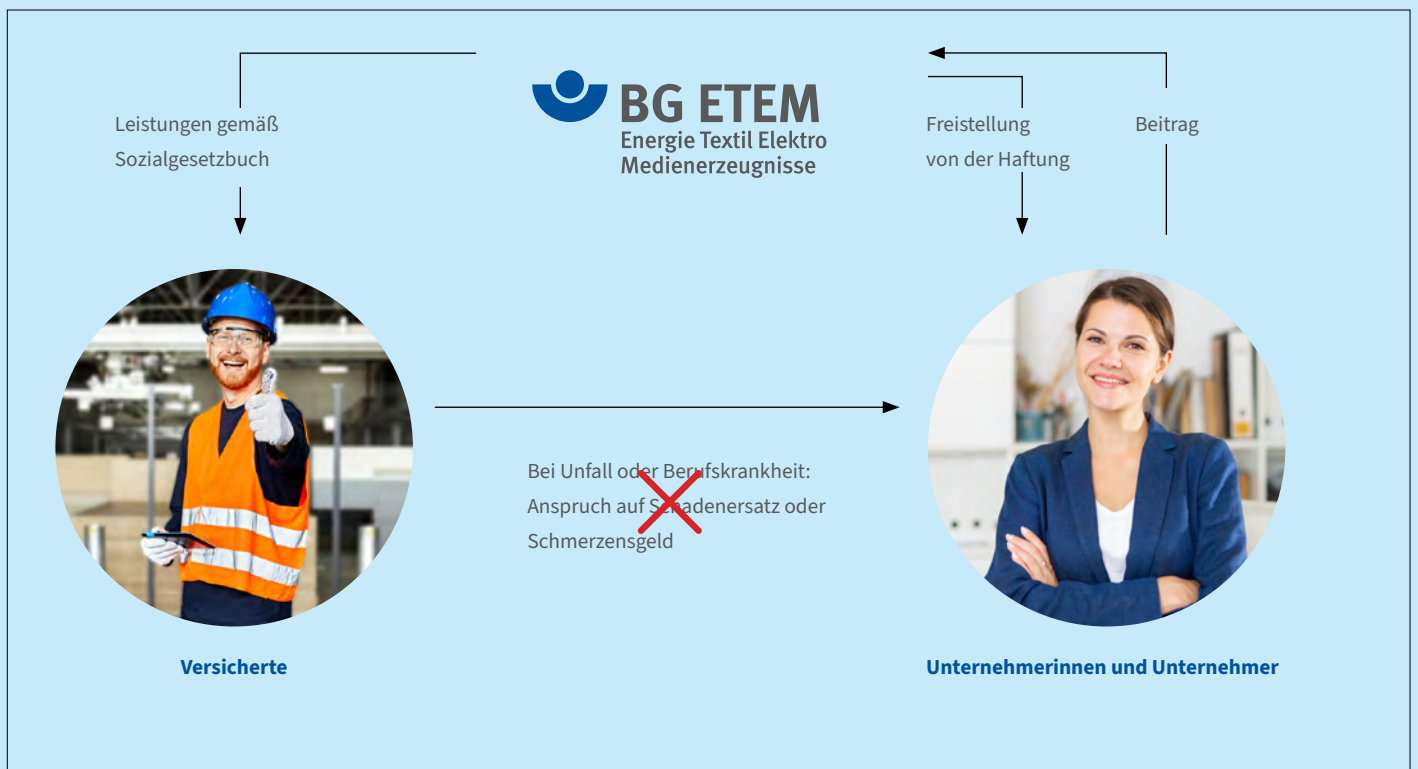 BG ETEM
Energie Textil Elektro
Medienerzeugnisse
Leistungen gemäß
Sozialgesetzbuch
Freistellung
von der Haftung
Beitrag
Bei Unfall oder Berufskrankheit:
Anspruch auf Schadenersatz oder
Schmerzensgeld
Versicherte
Unternehmerinnen und Unternehmer